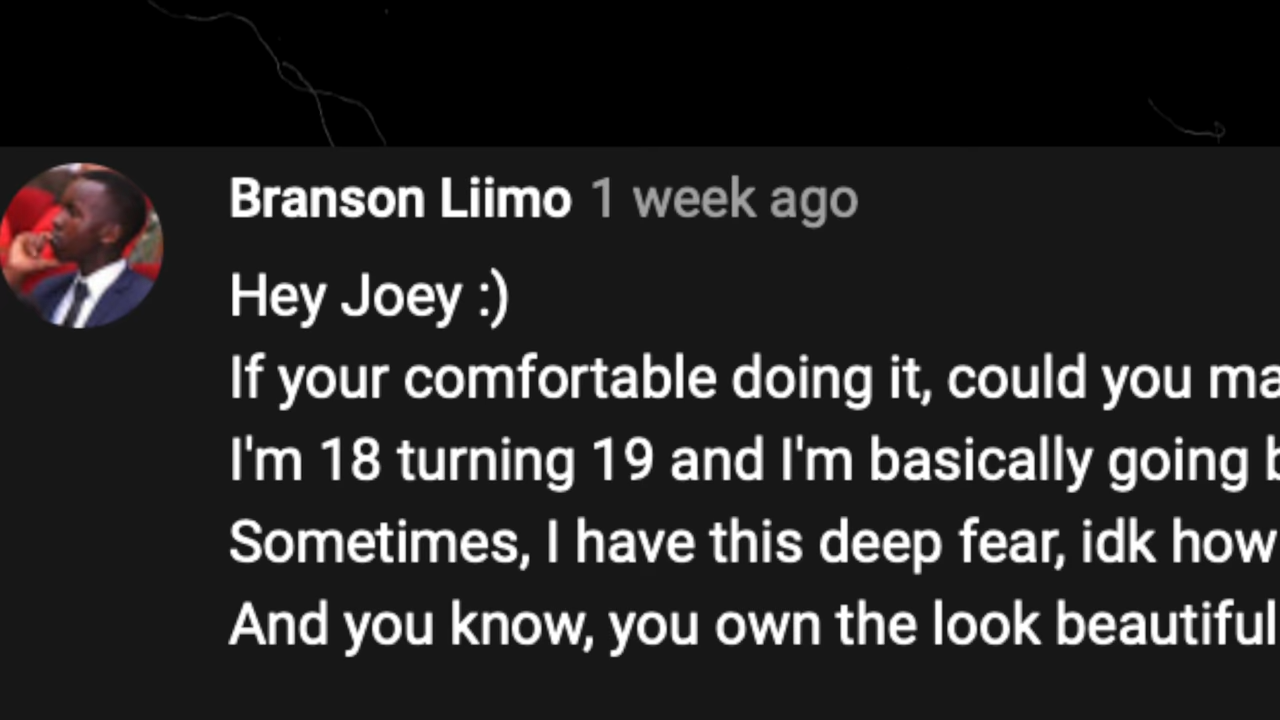 Branson Liimo 1 week ago
Hey Joey :)
If your comfortable doing it, could you ma
I'm 18 turning 19 and I'm basically going b
Sometimes, I have this deep fear, idk how
And you know, you own the look beautiful